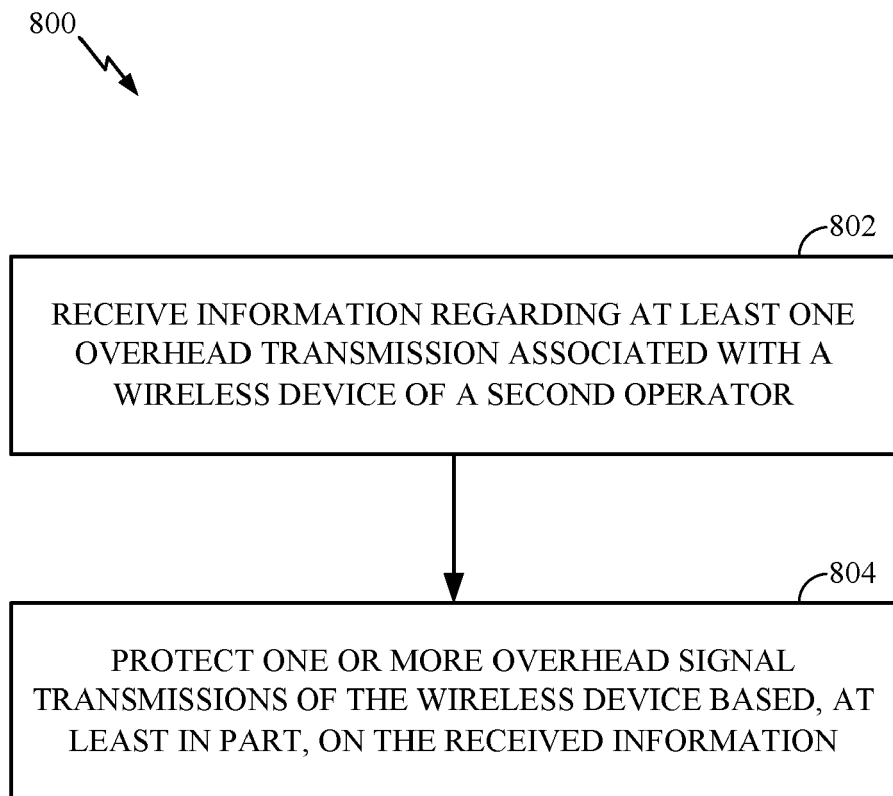 800
802
RECEIVE INFORMATION REGARDING AT LEAST ONE
OVERHEAD TRANSMISSION ASSOCIATED WITH A
WIRELESS DEVICE OF A SECOND OPERATOR
804
PROTECT ONE OR MORE OVERHEAD SIGNAL
TRANSMISSIONS OF THE WIRELESS DEVICE BASED, AT
LEAST IN PART, ON THE RECEIVED INFORMATION